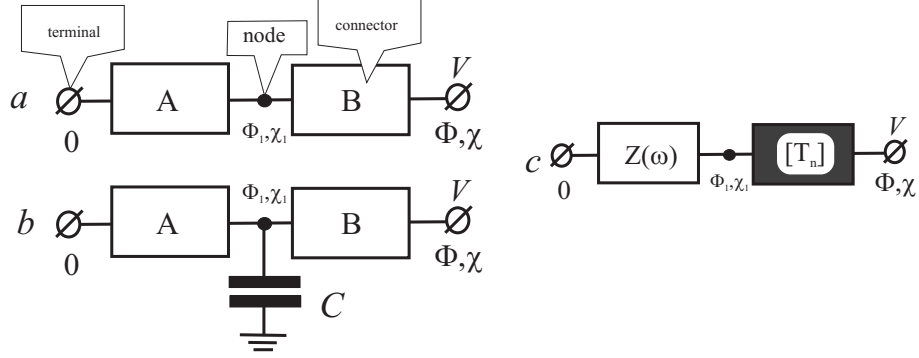 terminal
node
connector
a
A
B
V
0
Φ₁,χ₁
Φ,χ
b
Φ₁,χ₁
A
B
V
0
Φ,χ
C
c
Z(ω)
[Tₙ]
V
0
Φ₁,χ₁
Φ,χ